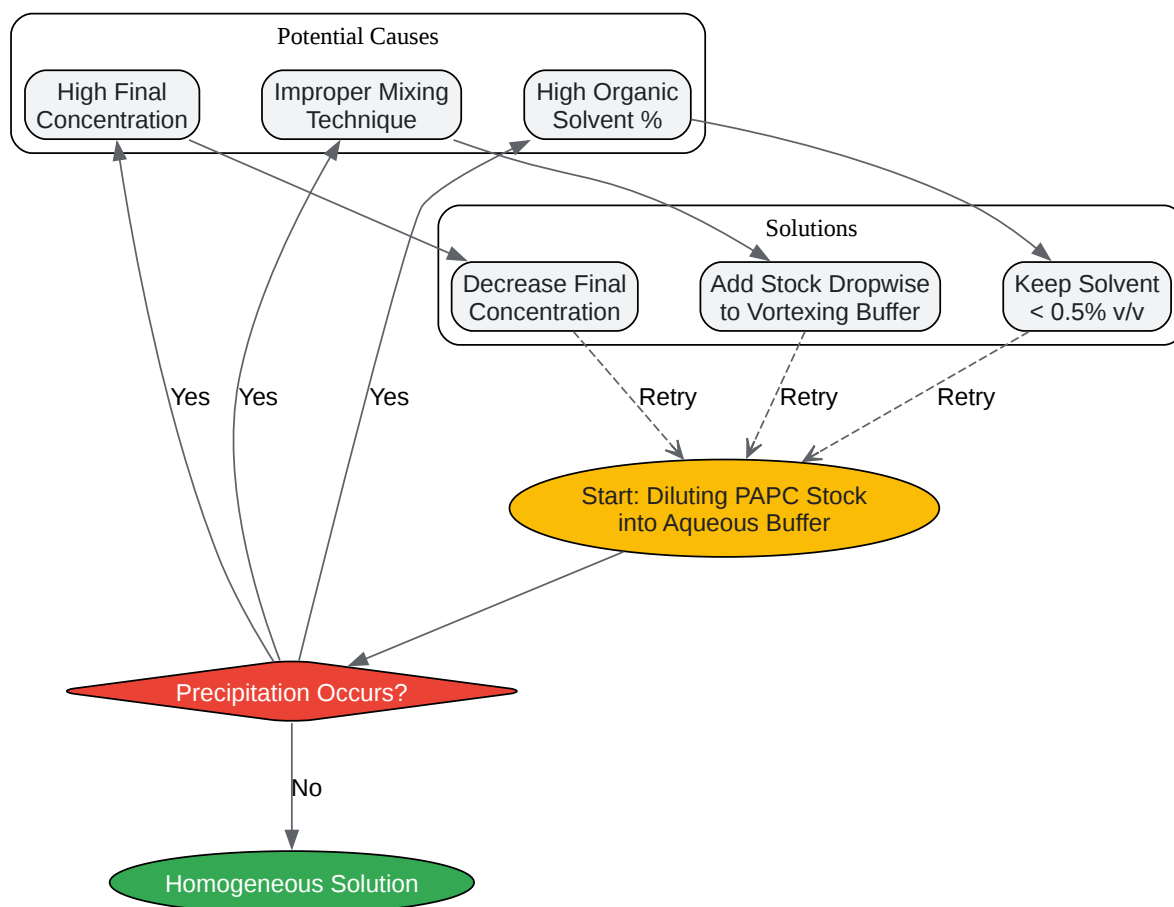 Potential Causes
High Final
Concentration
Improper Mixing
Technique
High Organic
Solvent %
Solutions
Decrease Final
Concentration
Add Stock Dropwise
to Vortexing Buffer
Keep Solvent
< 0.5% v/v
Yes
Yes
Yes
Retry
Retry
Retry
Start: Diluting PAPC Stock
into Aqueous Buffer
Precipitation Occurs?
No
Homogeneous Solution